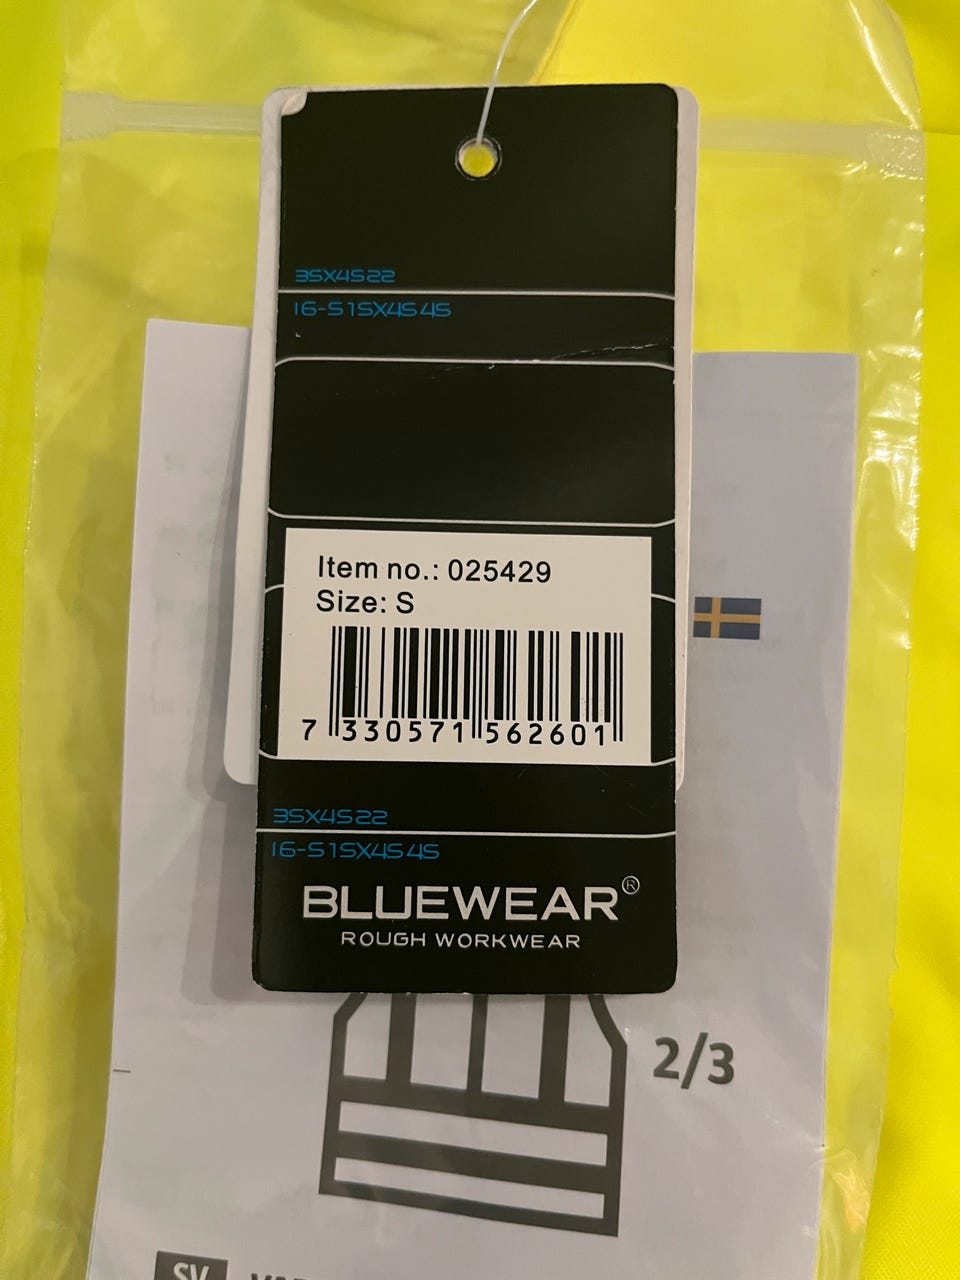 3SX4S22
16-S1SX4S4S
Item no.: 025429
Size: S
7 330571 562601
3SX4S22
16-S1SX4S4S
BLUEWEAR®
ROUGH WORKWEAR
2/3
SV